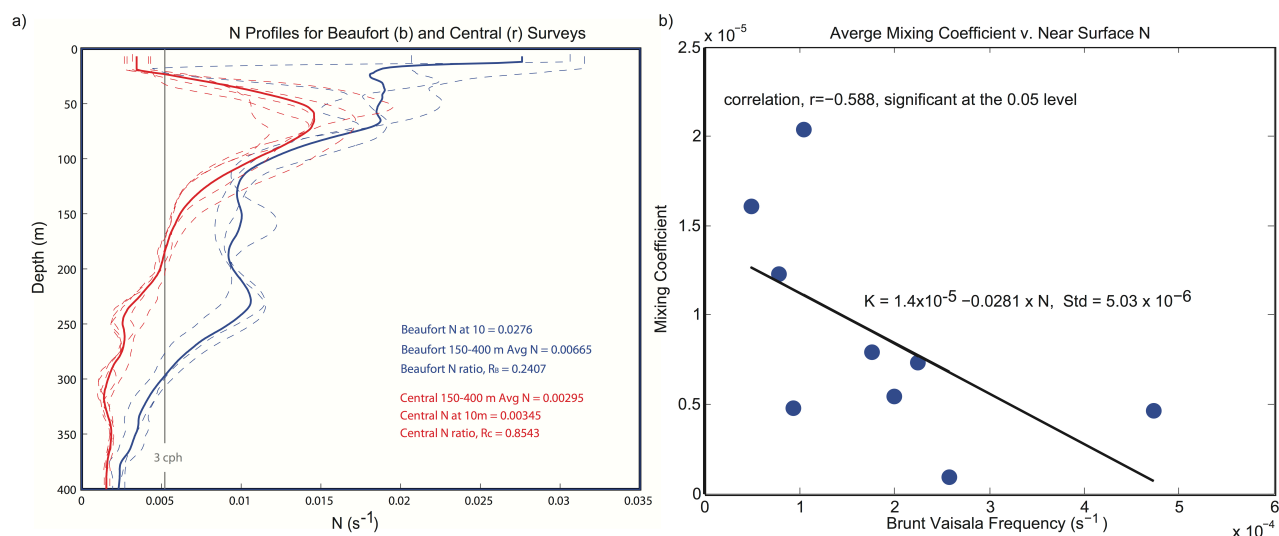 a)
N Profiles for Beaufort (b) and Central (r) Surveys
0
50
100
150
200
250
300
350
400
Depth (m)
Beaufort N at 10 = 0.0276
Beaufort 150-400 m Avg N = 0.00665
Beaufort N ratio, RB = 0.2407
Central 150-400 m Avg N = 0.00295
Central N at 10m = 0.00345
Central N ratio, RC = 0.8543
3 cph
0
0.005
0.01
0.015
0.02
0.025
0.03
0.035
N (s-1)
b)
x 10-5
Averge Mixing Coefficient v. Near Surface N
2.5
2
1.5
1
0.5
0
Mixing Coefficient
correlation, r=−0.588, significant at the 0.05 level
K = 1.4x10-5 −0.0281 x N, Std = 5.03 x 10−6
0
1
2
3
4
5
6
Brunt Vaisala Frequency (s−1)
x 10−4